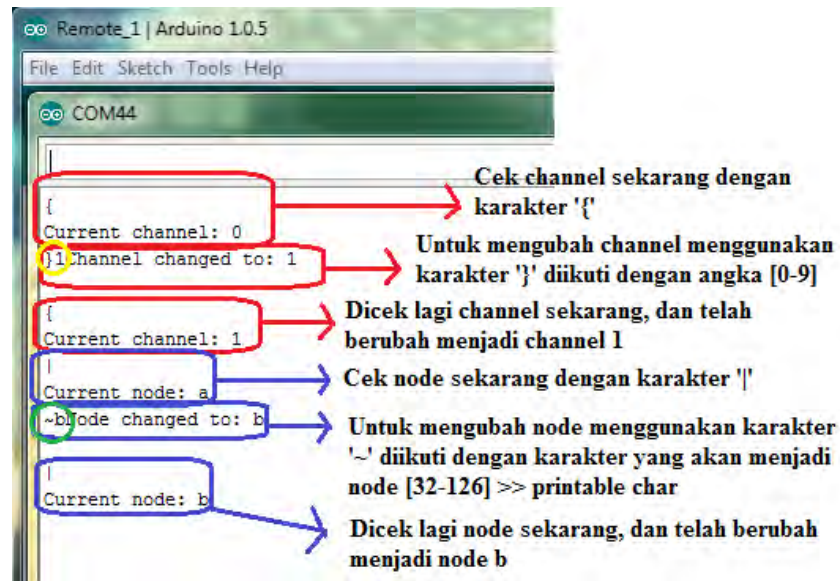 Remote_1 | Arduino 1.0.5
File Edit Sketch Tools Help
COM44
{
Current channel: 0
}1Channel changed to: 1
{
Current channel: 1
|
Current node: a
~bNode changed to: b
|
Current node: b
Cek channel sekarang dengan
karakter '{'
Untuk mengubah channel menggunakan
karakter '}' diikuti dengan angka [0-9]
Dicek lagi channel sekarang, dan telah
berubah menjadi channel 1
Cek node sekarang dengan karakter '|'
Untuk mengubah node menggunakan karakter
'~' diikuti dengan karakter yang akan menjadi
node [32-126] >> printable char
Dicek lagi node sekarang, dan telah berubah
menjadi node b